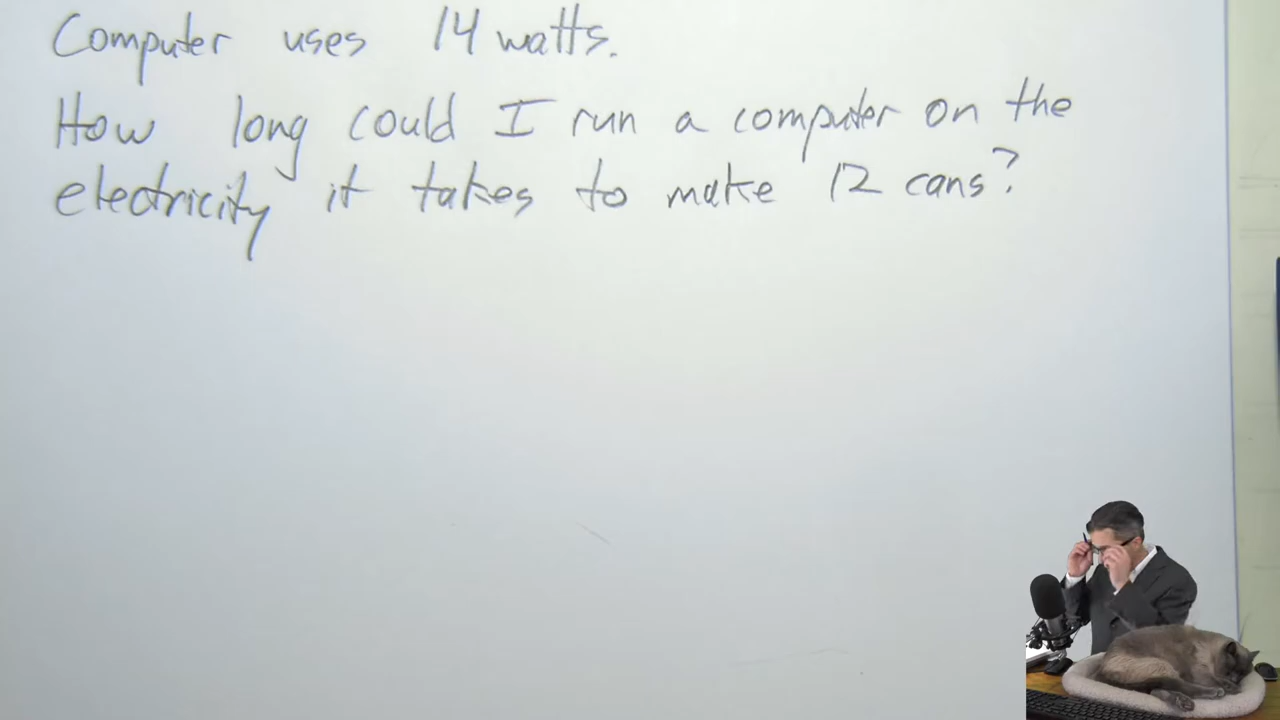 Computer uses 14 watts.
How long could I run a computer on the
electricity it takes to make 12 cans?